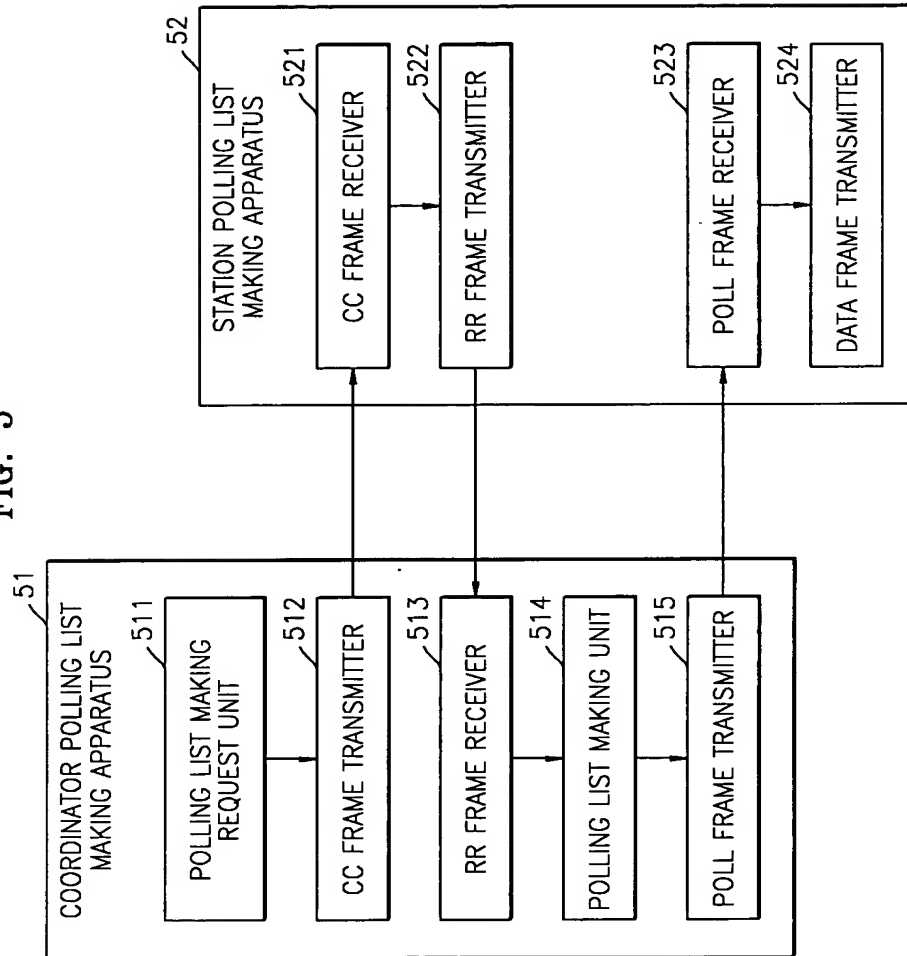 FIG.
COORDINATOR POLLING LIST
MAKING APPARATUS
51
POLLING LIST MAKING
REQUEST UNIT
511
CC FRAME TRANSMITTER
512
RR FRAME RECEIVER
513
POLLING LIST MAKING UNIT
514
POLL FRAME TRANSMITTER
515
STATION POLLING LIST
MAKING APPARATUS
52
CC FRAME RECEIVER
521
RR FRAME TRANSMITTER
522
POLL FRAME RECEIVER
523
DATA FRAME TRANSMITTER
524